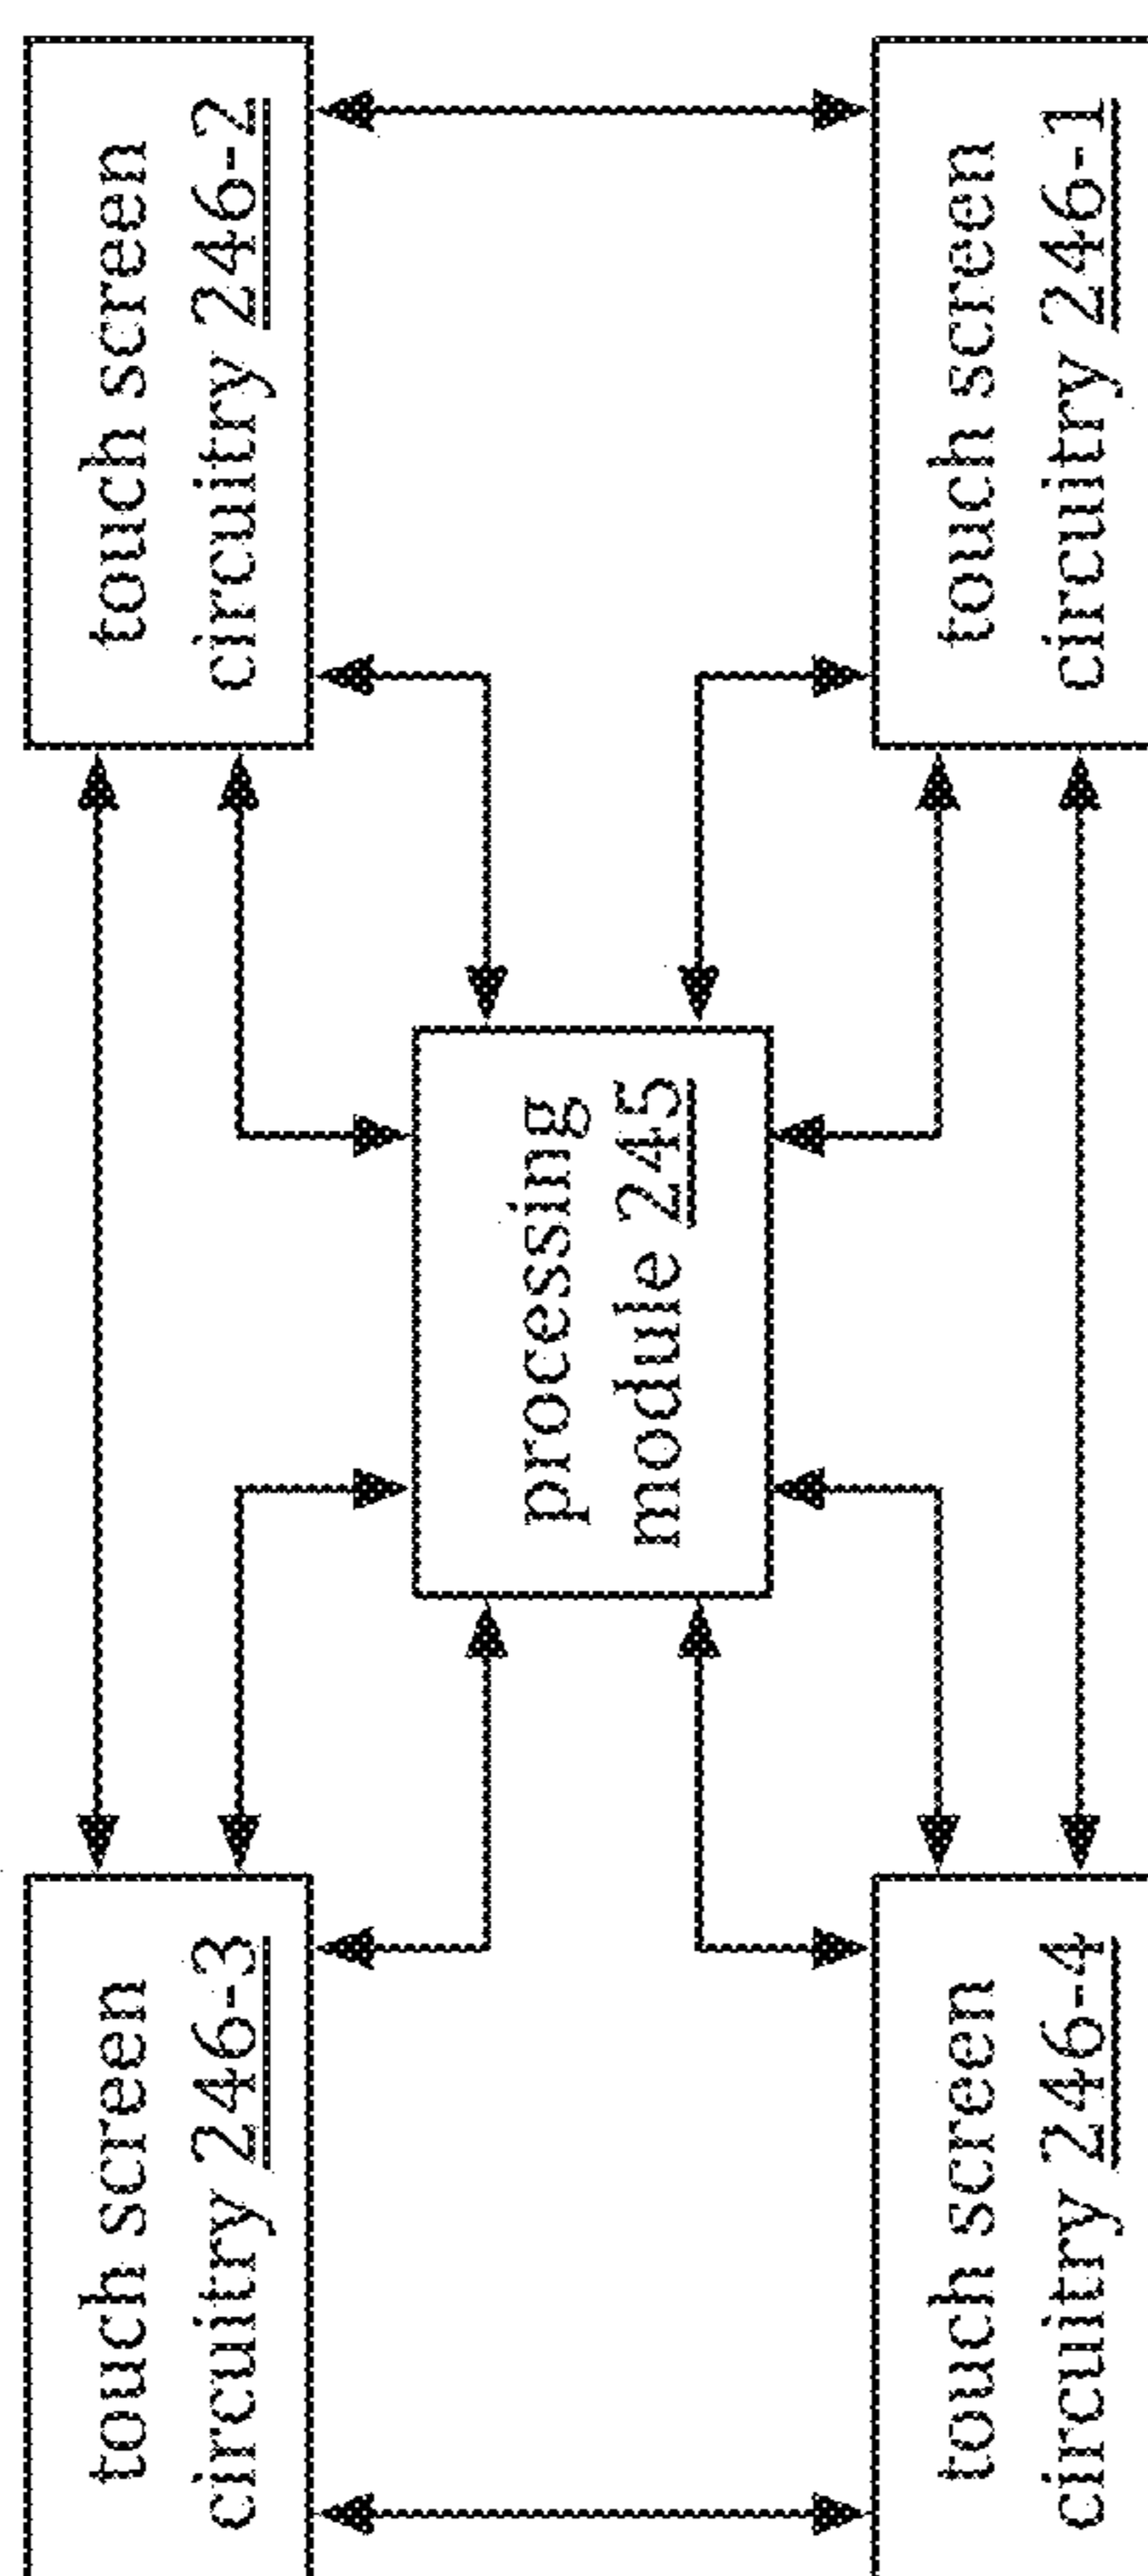 touch screen
circuitry 246-3
touch screen
circuitry 246-2
processing
module 245
touch screen
circuitry 246-4
touch screen
circuitry 246-1